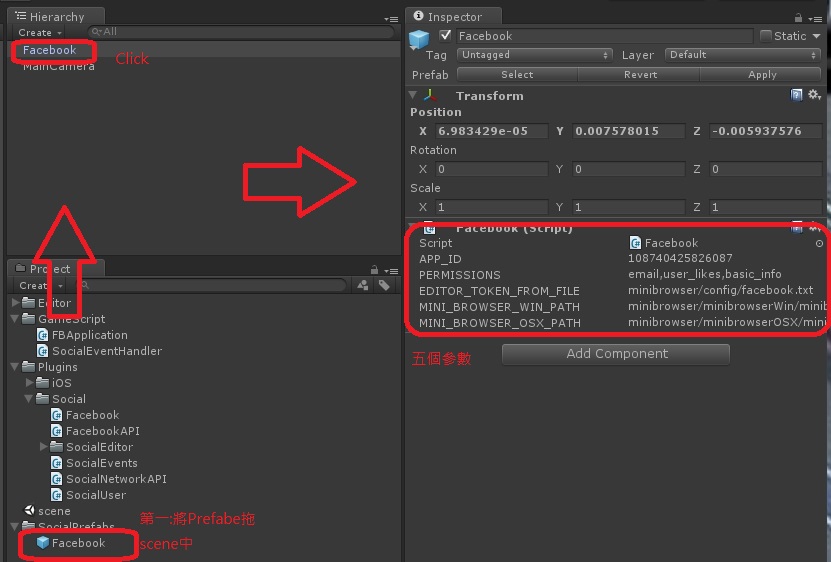 Hierarchy
Create
All
Facebook
Click
MainCamera
Project
Create
Editor
GameScript
FBApplication
SocialEventHandler
Plugins
iOS
Social
Facebook
FacebookAPI
SocialEditor
SocialEvents
SocialNetworkAPI
SocialUser
scene
SocialPrefabs
第一:將Prefabe拖
Facebook
scene中
Inspector
Facebook
Static
Tag Untagged Layer Default
Prefab Select Revert Apply
Transform
Position
X 6.983429e-05 Y 0.007578015 Z -0.005937576
Rotation
X 0 Y 0 Z 0
Scale
X 1 Y 1 Z 1
Facebook (Script)
Script Facebook
APP_ID 108740425826087
PERMISSIONS email,user_likes,basic_info
EDITOR_TOKEN_FROM_FILE minibrowser/config/facebook.txt
MINI_BROWSER_WIN_PATH minibrowser/minibrowserWin/minib
MINI_BROWSER_OSX_PATH minibrowser/minibrowserOSX/mini
五個參數
Add Component